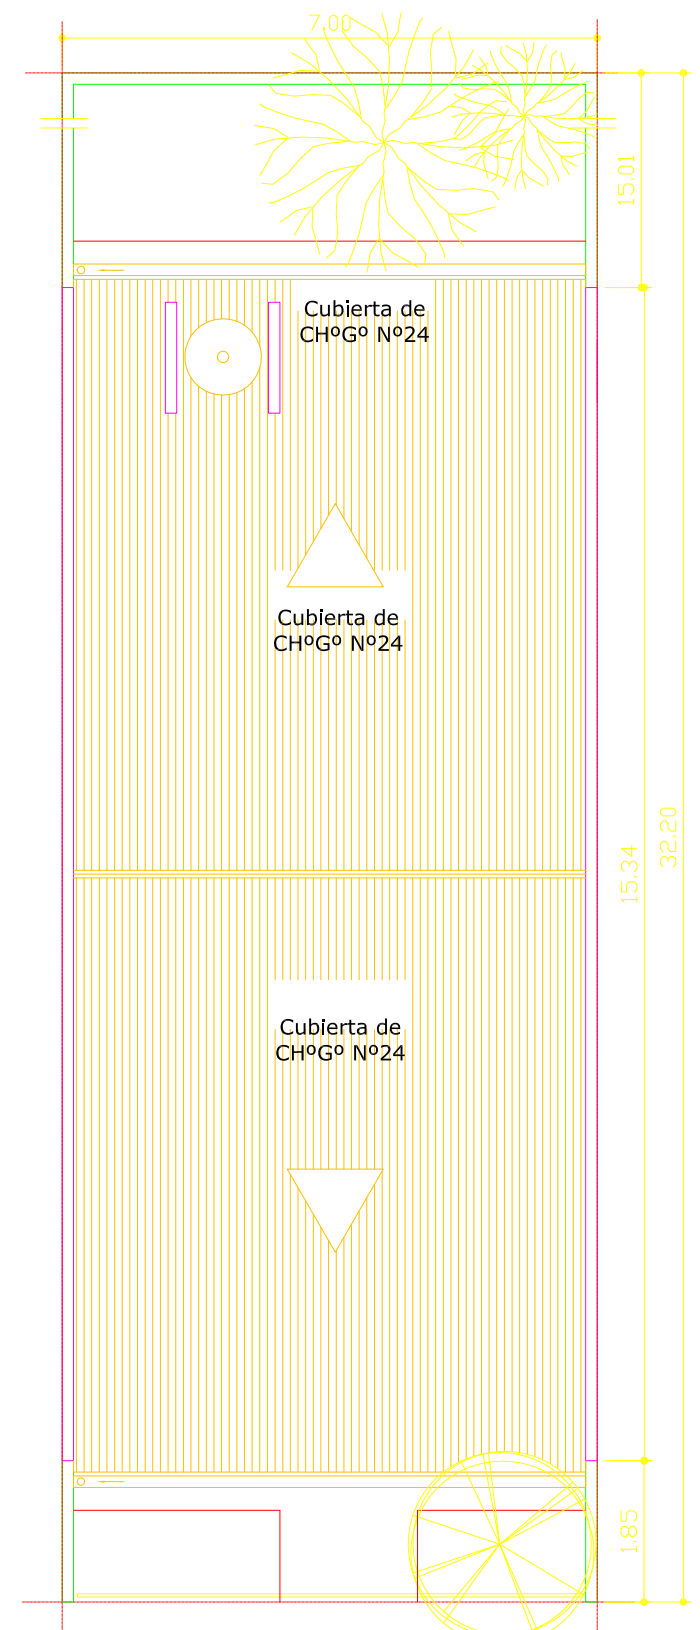 7.00
15.01
Cubierta de
CHºGº Nº24
Cubierta de
CHºGº Nº24
32.20
15.34
Cubierta de
CHºGº Nº24
1.85